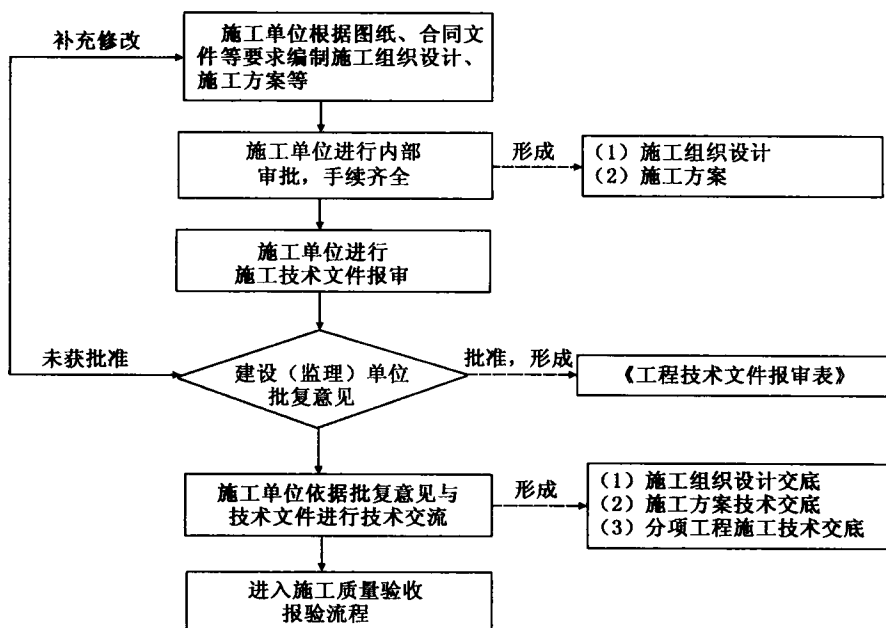 补充修改
施工单位根据图纸、合同文
件等要求编制施工组织设计、
施工方案等
施工单位进行内部
审批，手续齐全
形成
（1）施工组织设计
（2）施工方案
施工单位进行
施工技术文件报审
未获批准
建设（监理）单位
批复意见
批准，形成
《工程技术文件报审表》
施工单位依据批复意见与
技术文件进行技术交流
形成
（1）施工组织设计交底
（2）施工方案技术交底
（3）分项工程施工技术交底
进入施工质量验收
报验流程